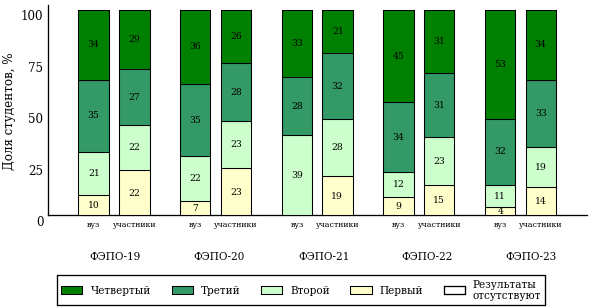 Доля студентов, %
100
75
50
25
0
34 29 36 26 33 21 45 31 53 34
35 27 35 28 28 32 34 31 32 33
21 22 22 23 39 28 12 23 11 19
10 22 7 23 19 9 15 4 14
вуз участники вуз участники вуз участники вуз участники вуз участники
ФЭПО-19 ФЭПО-20 ФЭПО-21 ФЭПО-22 ФЭПО-23
Четвертый Третий Второй Первый Результаты
отсутствуют